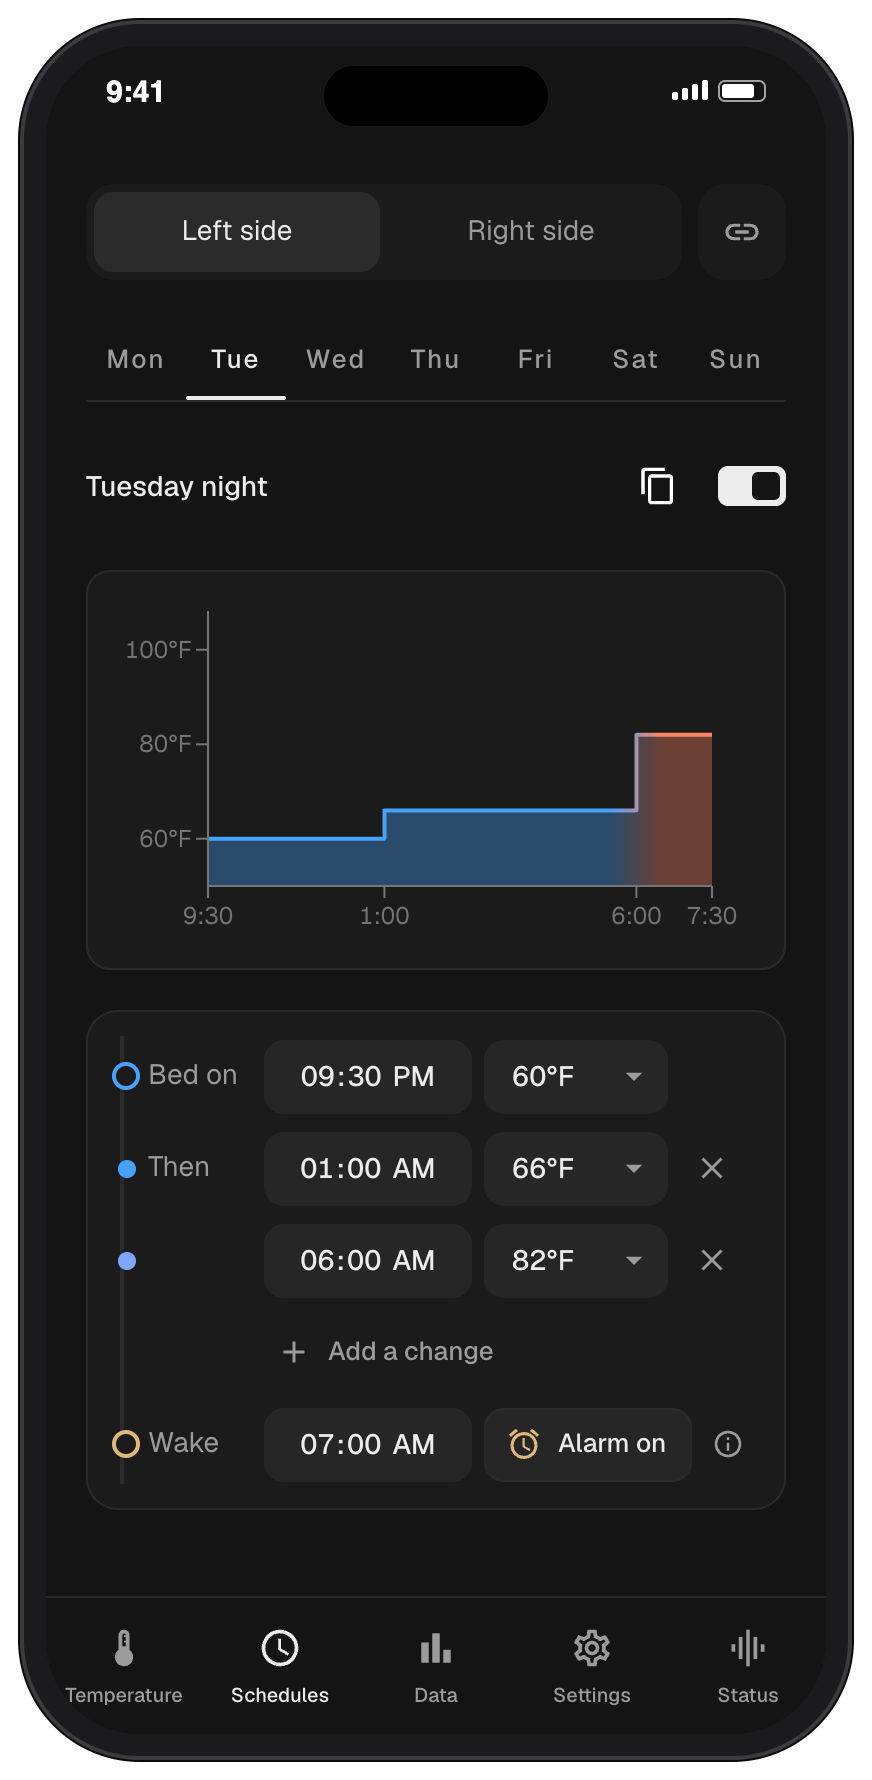 9:41
Left side Right side
Mon Tue Wed Thu Fri Sat Sun
Tuesday night
100°F
80°F
60°F
9:30 1:00 6:00 7:30
Bed on 09:30 PM 60°F
Then 01:00 AM 66°F
06:00 AM 82°F
Add a change
Wake 07:00 AM Alarm on
Temperature Schedules Data Settings Status